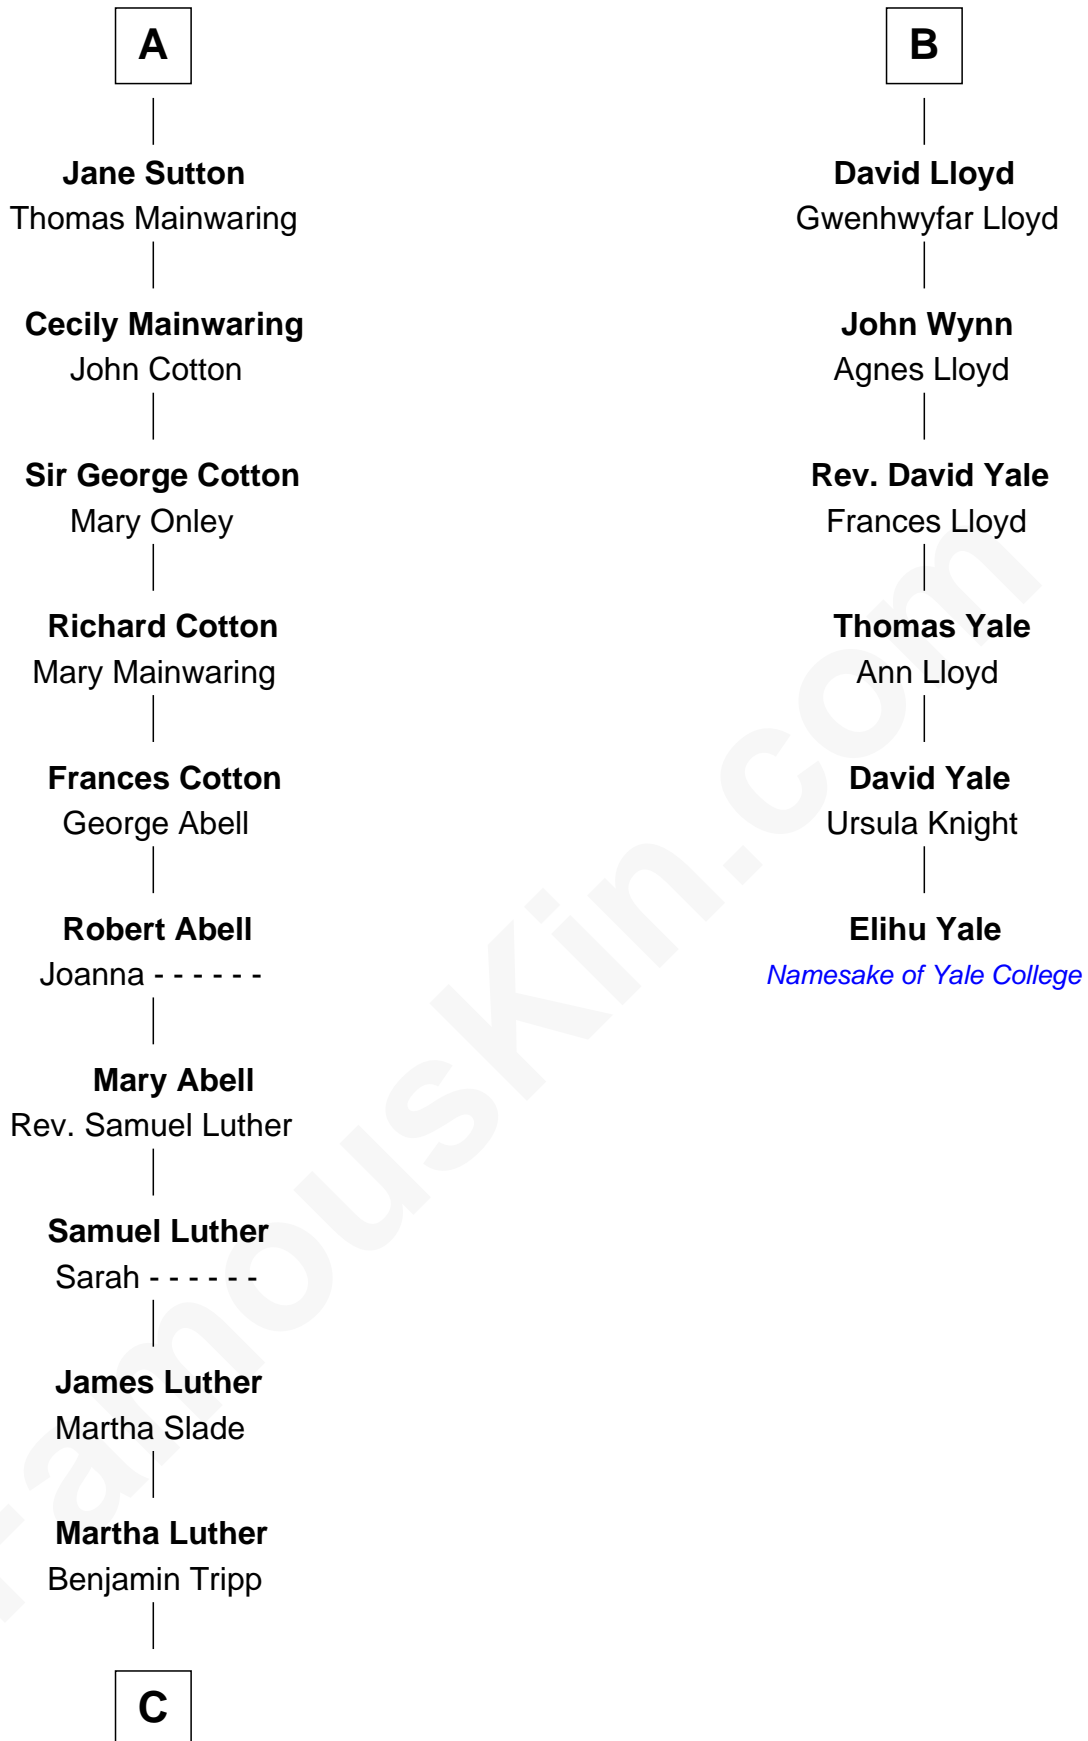 A
Jane Sutton
Thomas Mainwaring
Cecily Mainwaring
John Cotton
Sir George Cotton
Mary Onley
Richard Cotton
Mary Mainwaring
Frances Cotton
George Abell
Robert Abell
Joanna - - - - - -
Mary Abell
Rev. Samuel Luther
Samuel Luther
Sarah - - - - - -
James Luther
Martha Slade
Martha Luther
Benjamin Tripp
C
B
David Lloyd
Gwenhwyfar Lloyd
John Wynn
Agnes Lloyd
Rev. David Yale
Frances Lloyd
Thomas Yale
Ann Lloyd
David Yale
Ursula Knight
Elihu Yale
Namesake of Yale College
FamousKin.com